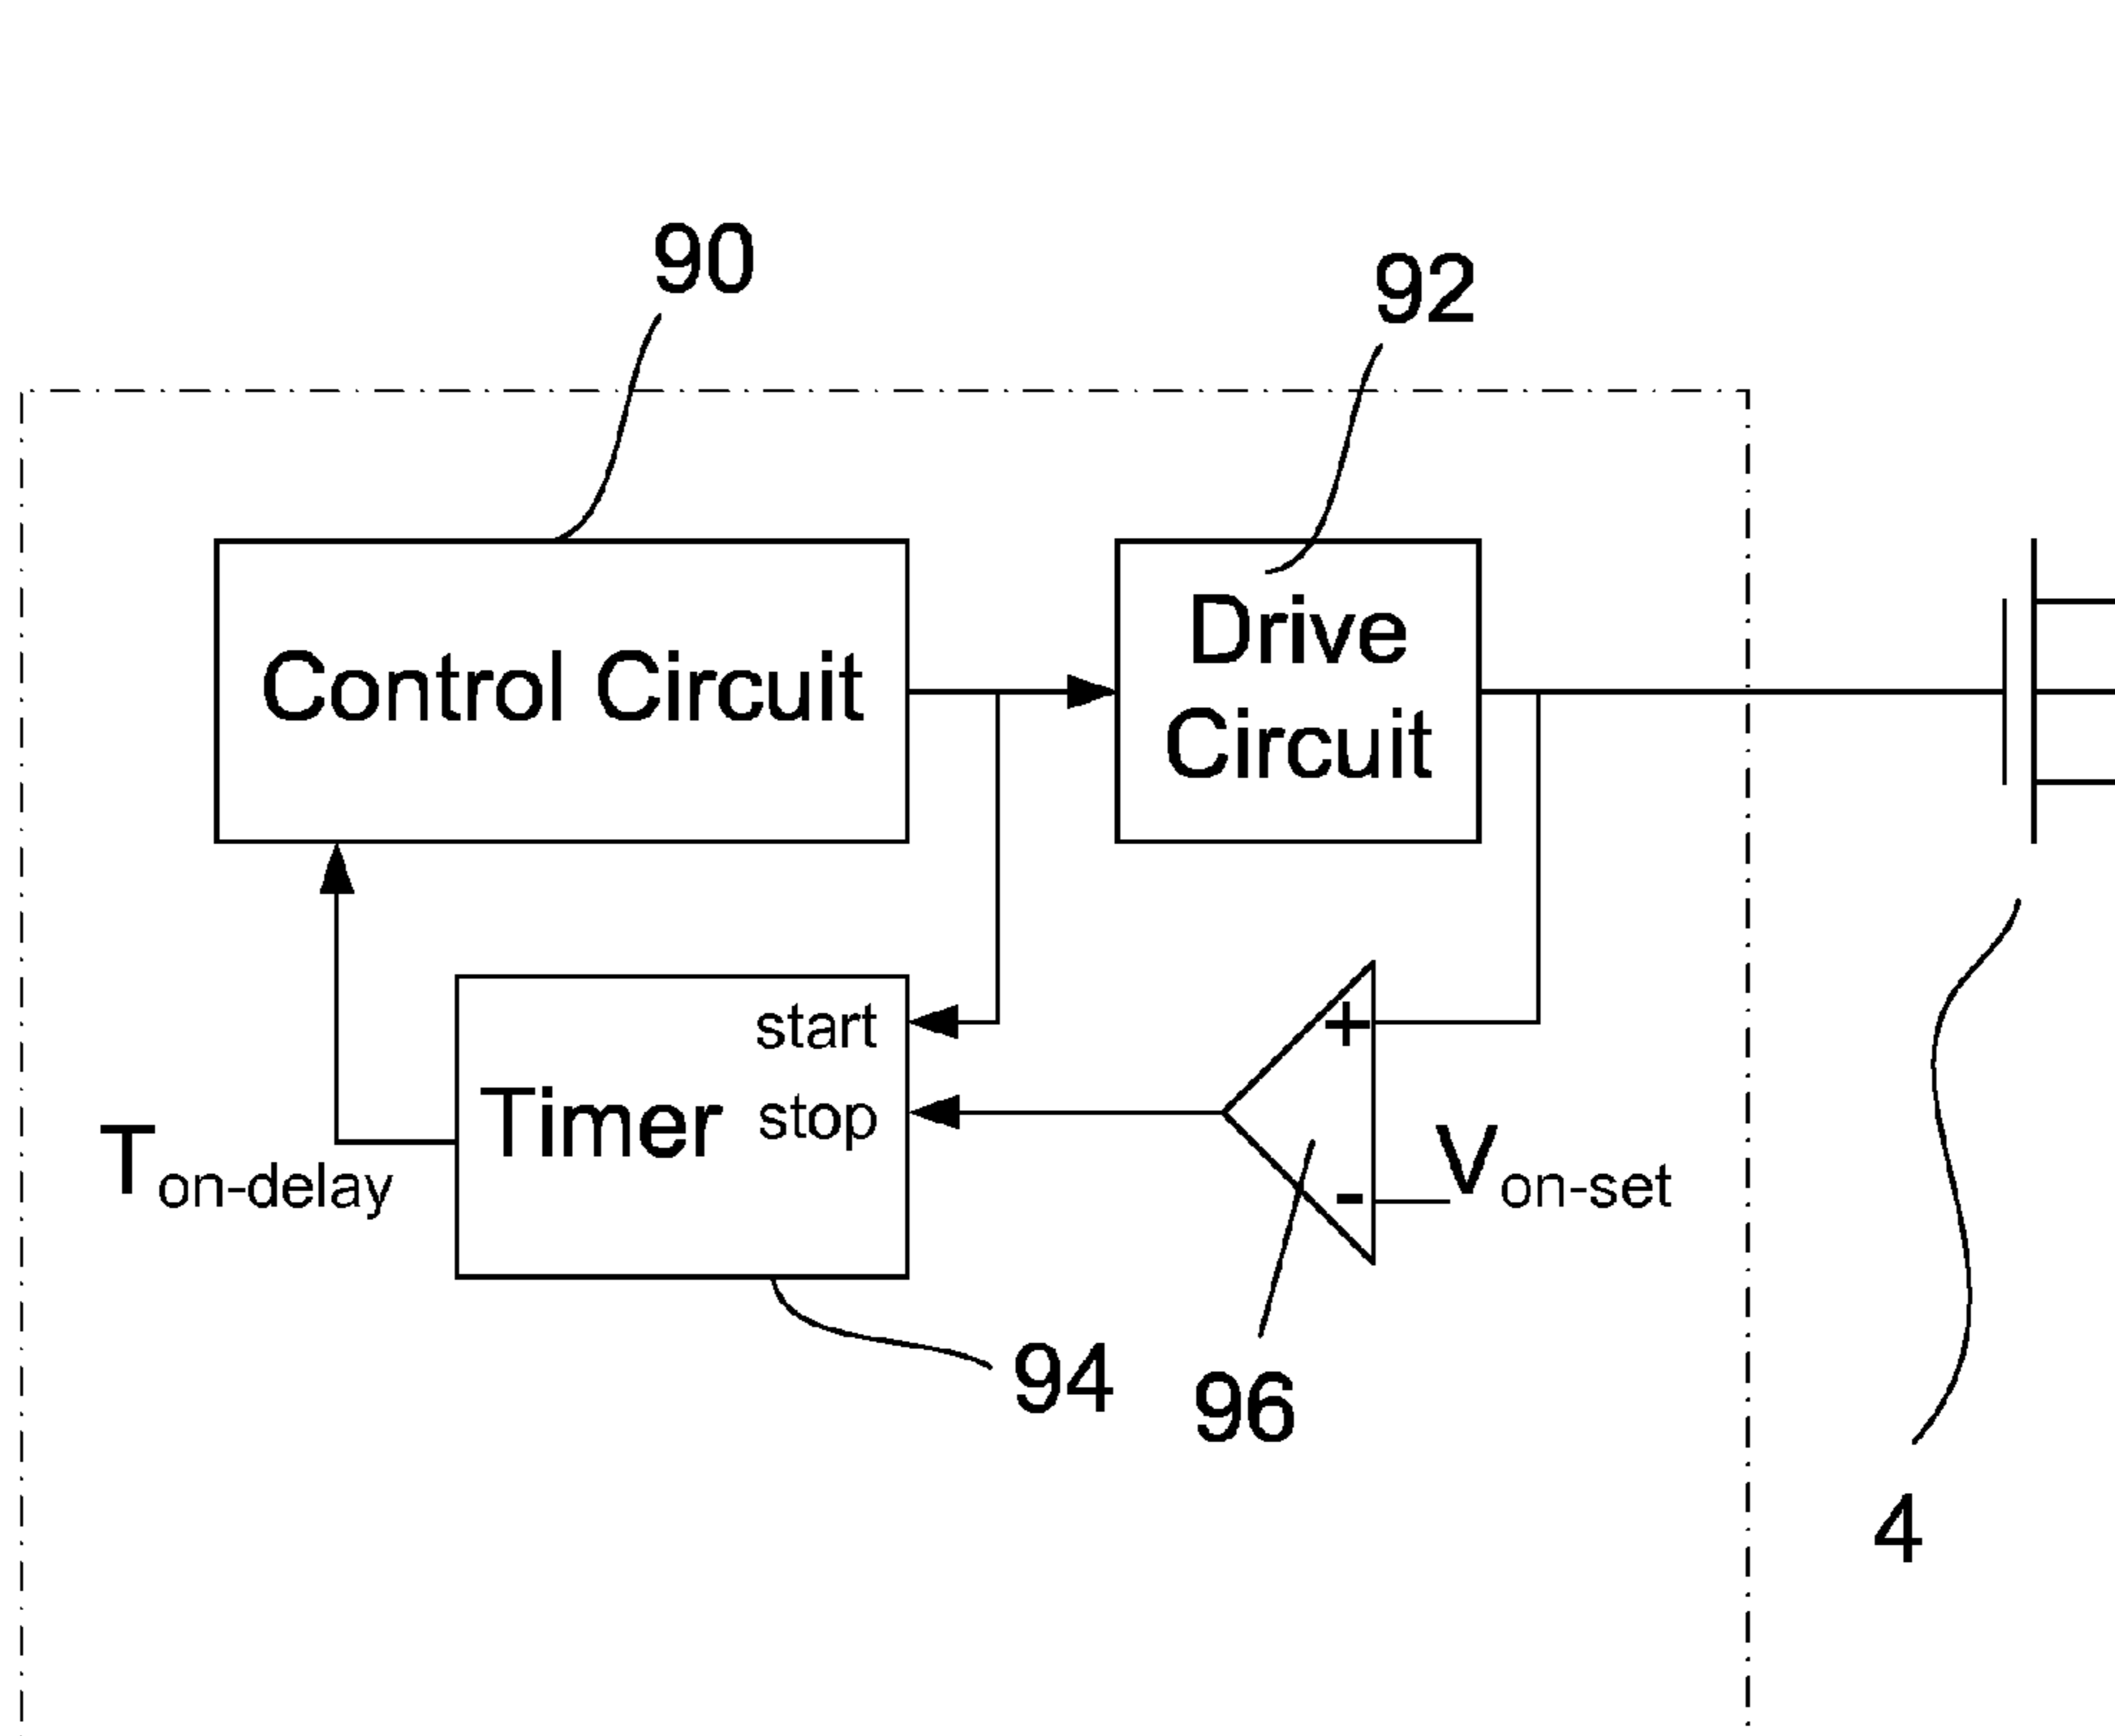 90
92
Control Circuit
Drive
Circuit
start
Timer stop
+
-
Ton-delay
Von-set
94
96
4